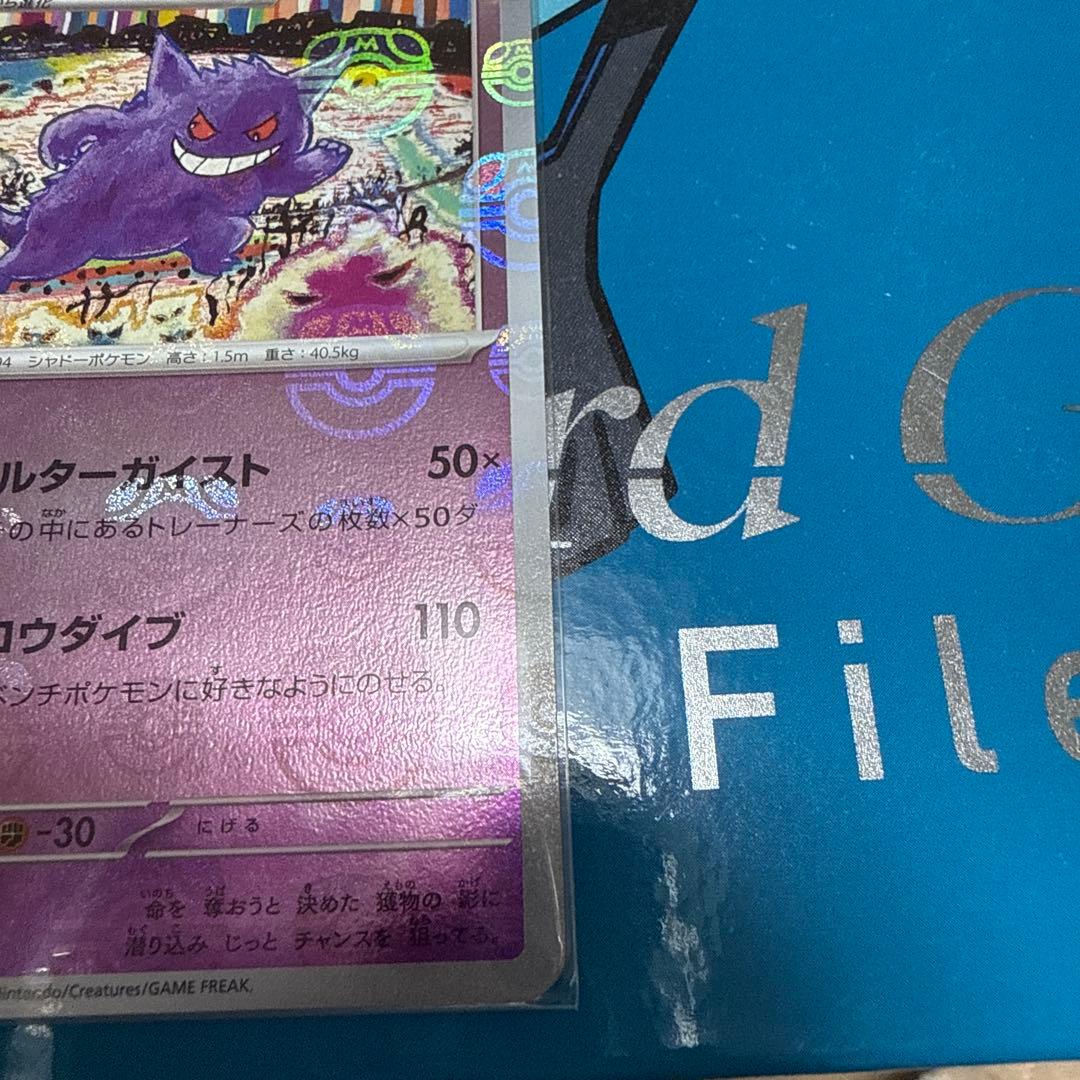 94 シャドーポケモン 高さ:1.5m 重さ:40.5kg
ルターガイスト 50×
の中にあるトレーナーズの枚数×50ダ
コウダイブ 110
ベンチポケモンに好きなようにのせる。
-30 にげる
命を 奪おうと 決めた 獲物の 影に
潜り込み じっと チャンスを 狙ってる。
Nintendo/Creatures/GAME FREAK.
rd G
File